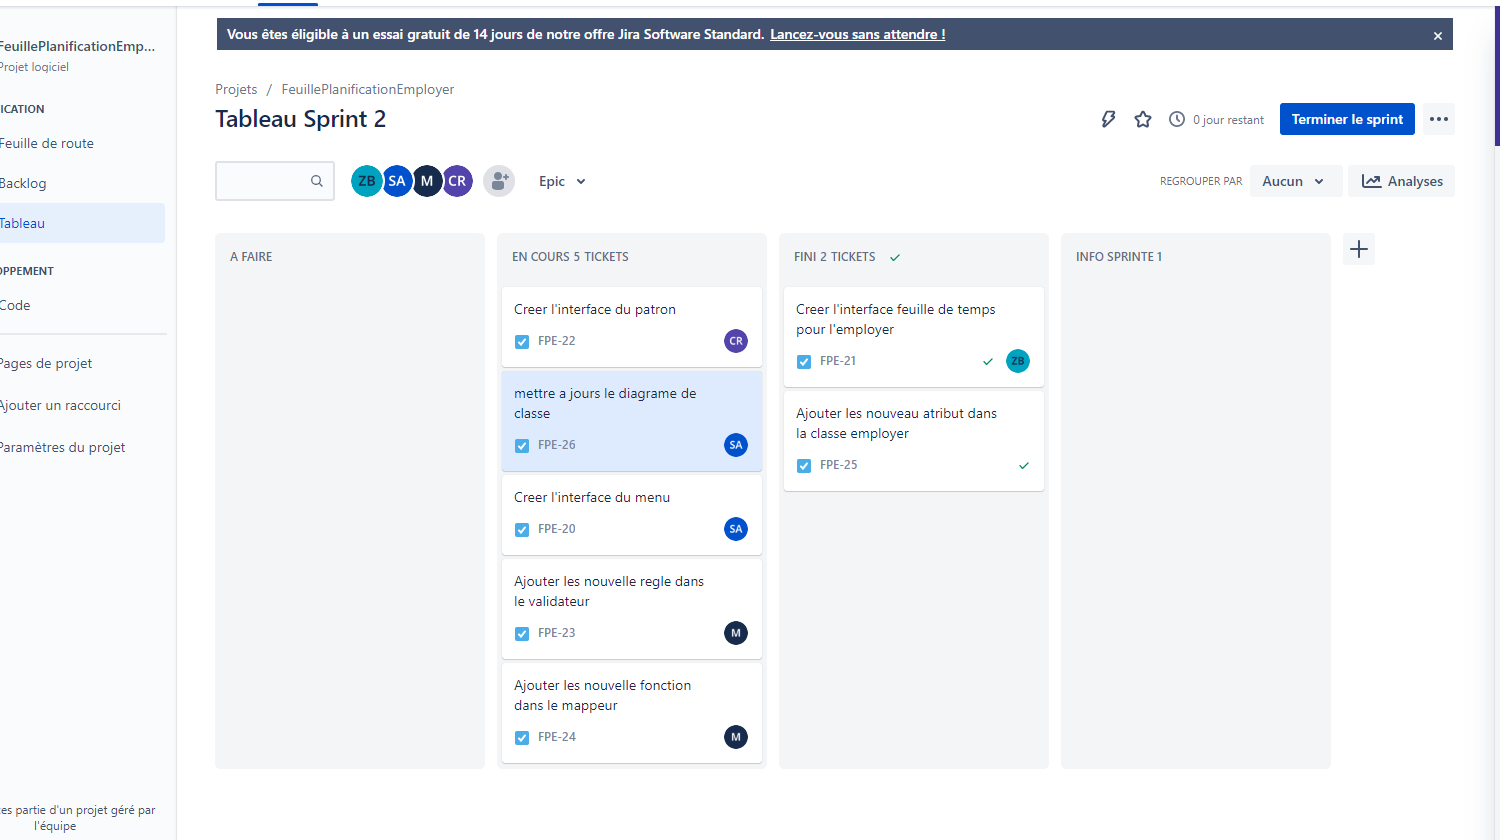 Vous êtes éligible à un essai gratuit de 14 jours de notre offre Jira Software Standard. Lancez-vous sans attendre !
FeuillePlanificationEmp...
Projet logiciel
ICATION
Feuille de route
Backlog
Tableau
OPPEMENT
Code
Pages de projet
Ajouter un raccourci
Paramètres du projet
es partie d'un projet géré par
l'équipe
Projets / FeuillePlanificationEmployer
Tableau Sprint 2
0 jour restant
Terminer le sprint
ZB SA M CR
Epic
REGROUPER PAR
Aucun
Analyses
A FAIRE
EN COURS 5 TICKETS
Creer l'interface du patron
FPE-22
CR
mettre a jours le diagrame de
classe
FPE-26
SA
Creer l'interface du menu
FPE-20
SA
Ajouter les nouvelle regle dans
le validateur
FPE-23
M
Ajouter les nouvelle fonction
dans le mappeur
FPE-24
M
FINI 2 TICKETS
Creer l'interface feuille de temps
pour l'employer
FPE-21
ZB
Ajouter les nouveau atribut dans
la classe employer
FPE-25
INFO SPRINTE 1